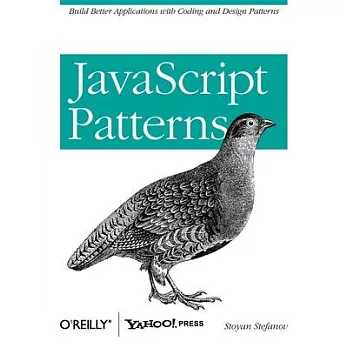 Build Better Applications with Coding and Design Patterns
JavaScript
Patterns
O'REILLY®
YAHOO! PRESS
Stoyan Stefanov